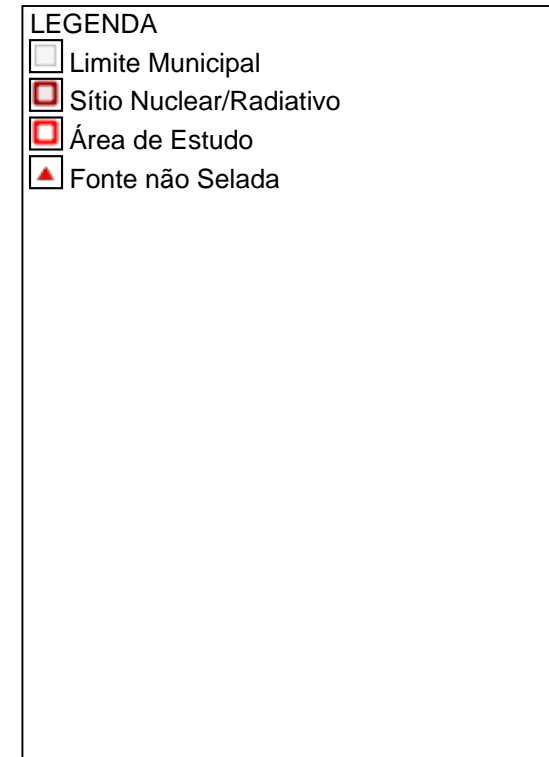 LEGENDA
Limite Municipal
Sítio Nuclear/Radiativo
Área de Estudo
Fonte não Selada